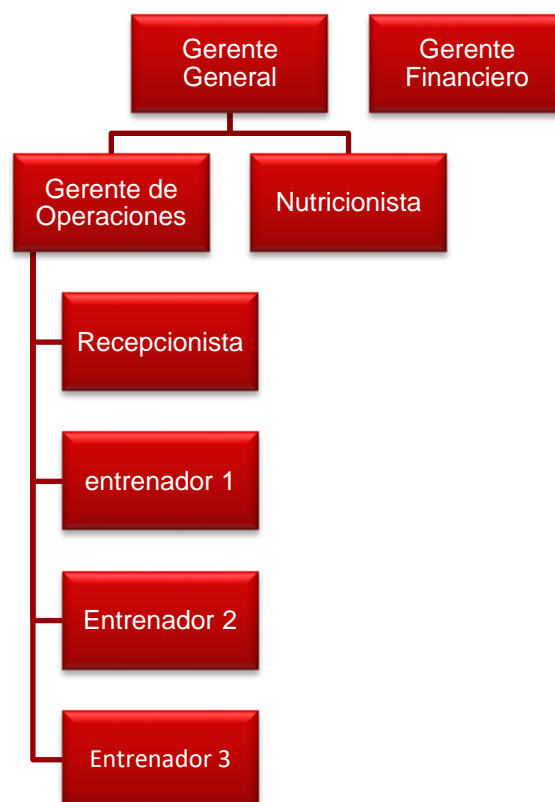 Gerente
General
Gerente
Financiero
Gerente de
Operaciones
Nutricionista
Recepcionista
entrenador 1
Entrenador 2
Entrenador 3